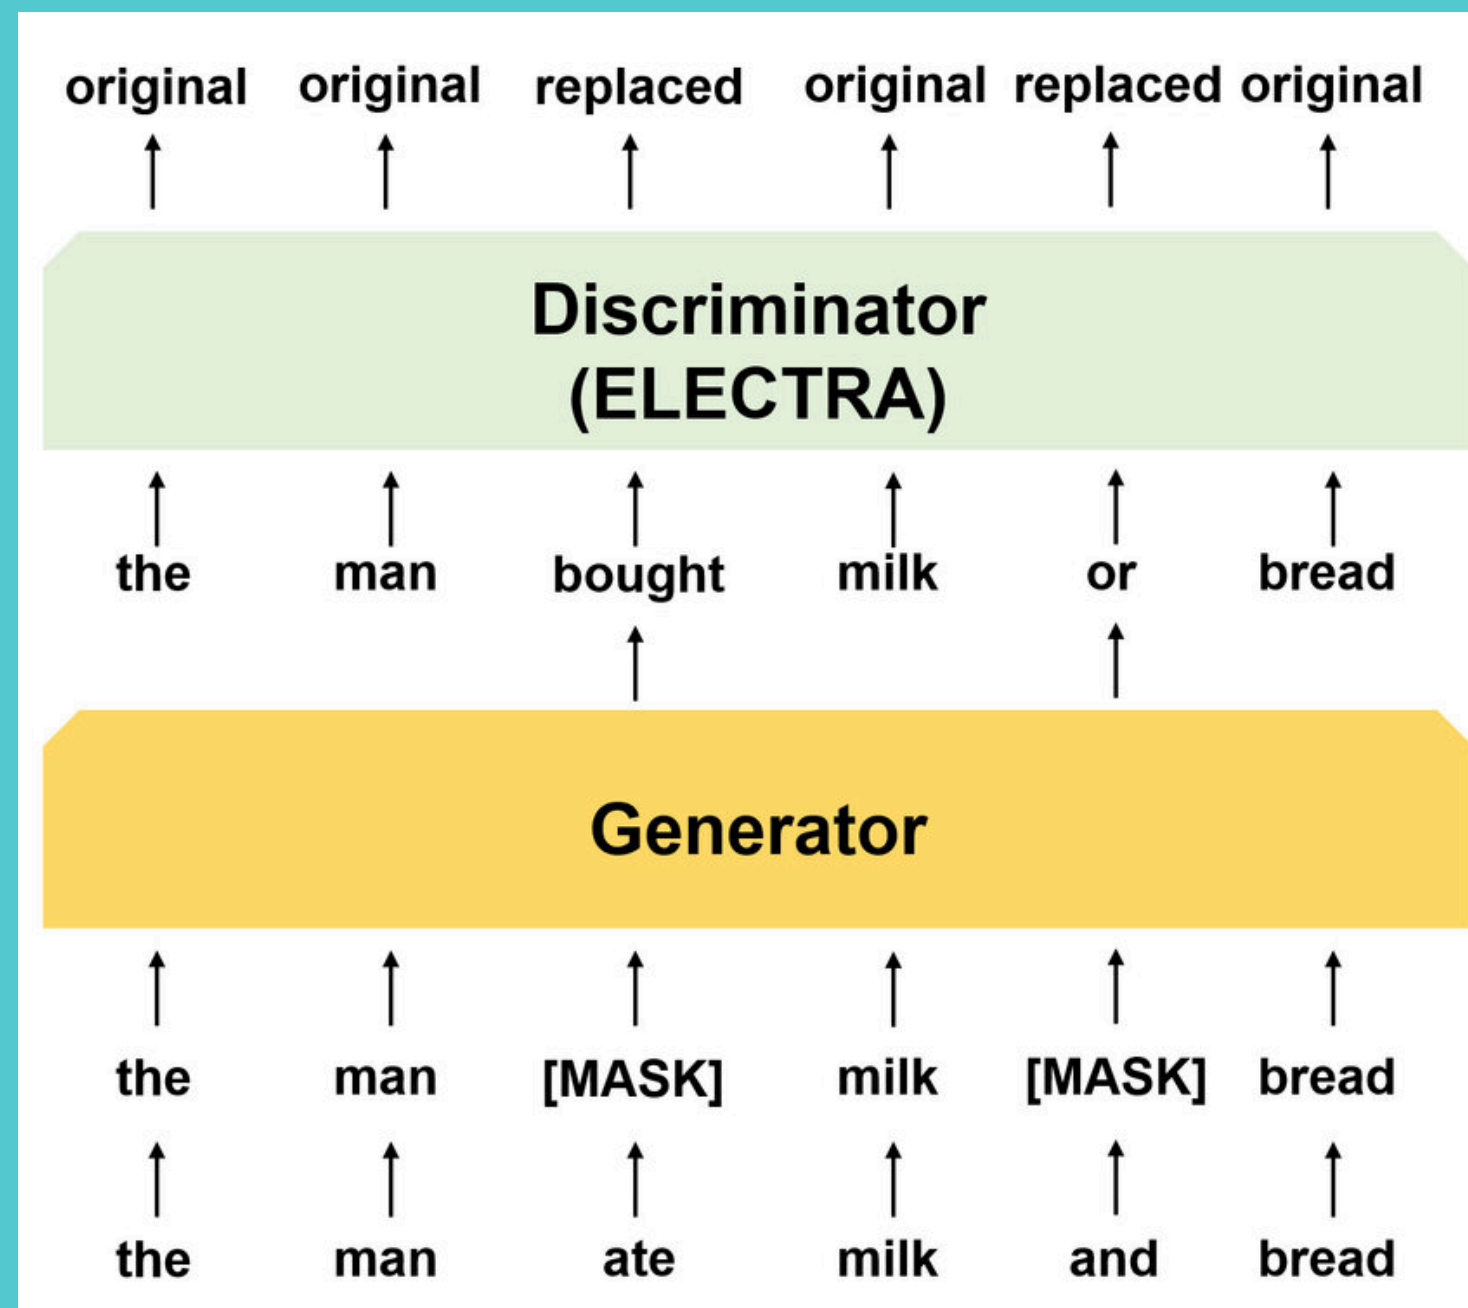 original original replaced original replaced original
Discriminator
(ELECTRA)
the man bought milk or bread
Generator
the man [MASK] milk [MASK] bread
the man ate milk and bread